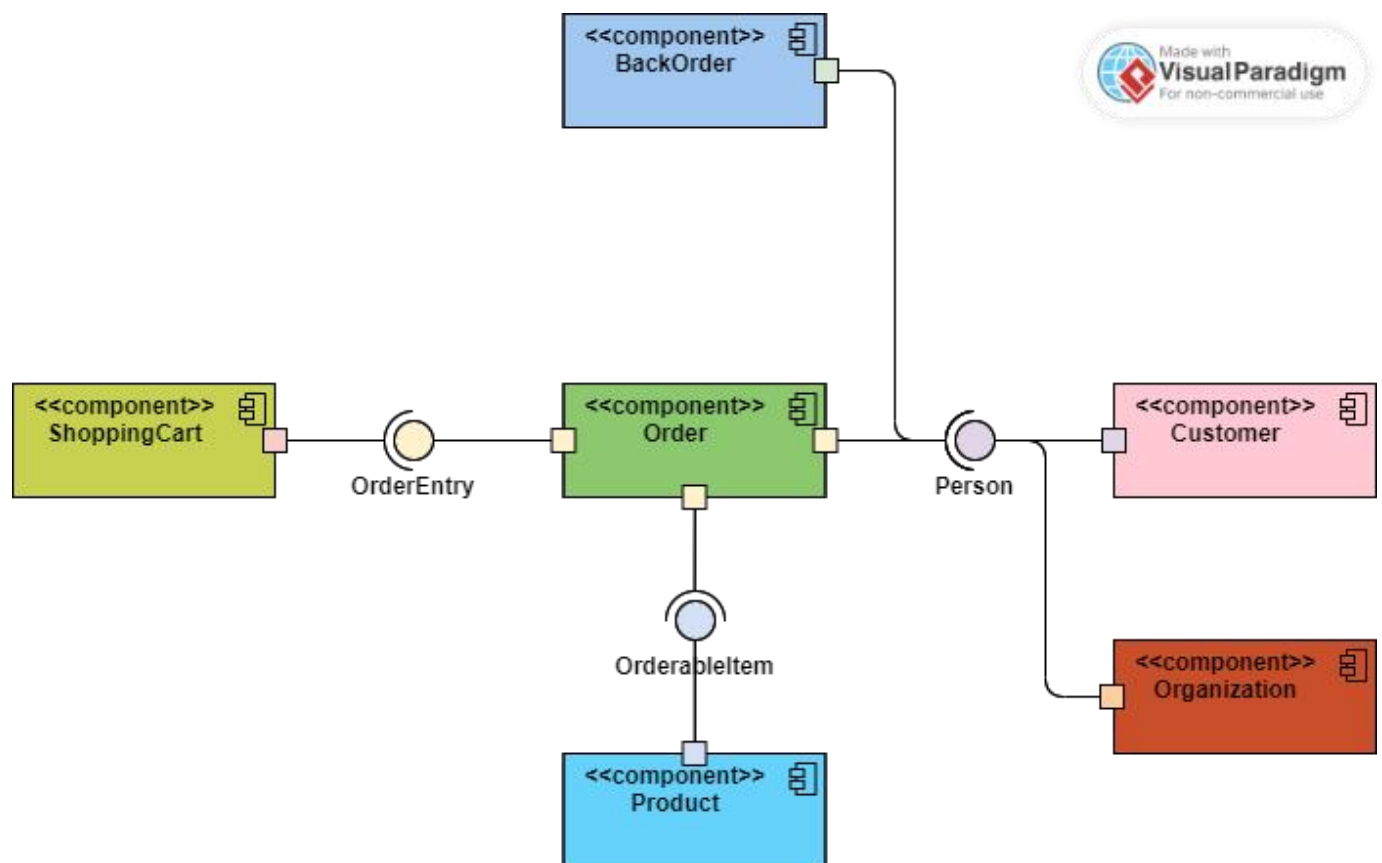 <<component>>
BackOrder
Made with
Visual Paradigm
For non-commercial use
<<component>>
ShoppingCart
<<component>>
Order
<<component>>
Customer
OrderEntry
Person
OrderableItem
<<component>>
Organization
<<component>>
Product